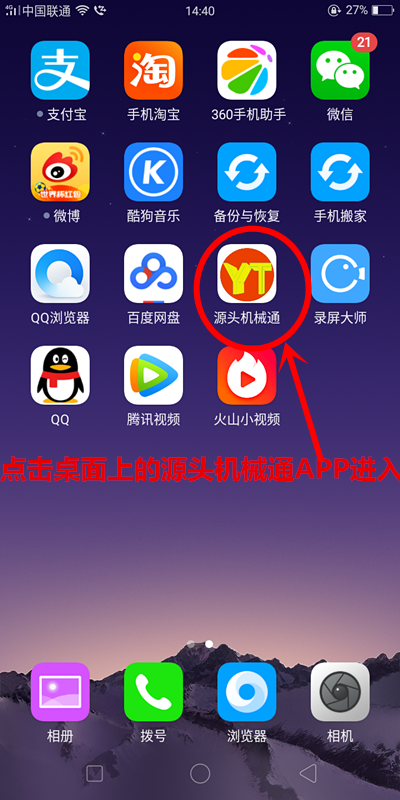 4G 中国联通 14:40 27%
21
支付宝 手机淘宝 360手机助手 微信
世界杯红包
微博 酷狗音乐 备份与恢复 手机搬家
YT
QQ浏览器 百度网盘 源头机械通 录屏大师
QQ 腾讯视频 火山小视频
点击桌面上的源头机械通APP进入
相册 拨号 浏览器 相机